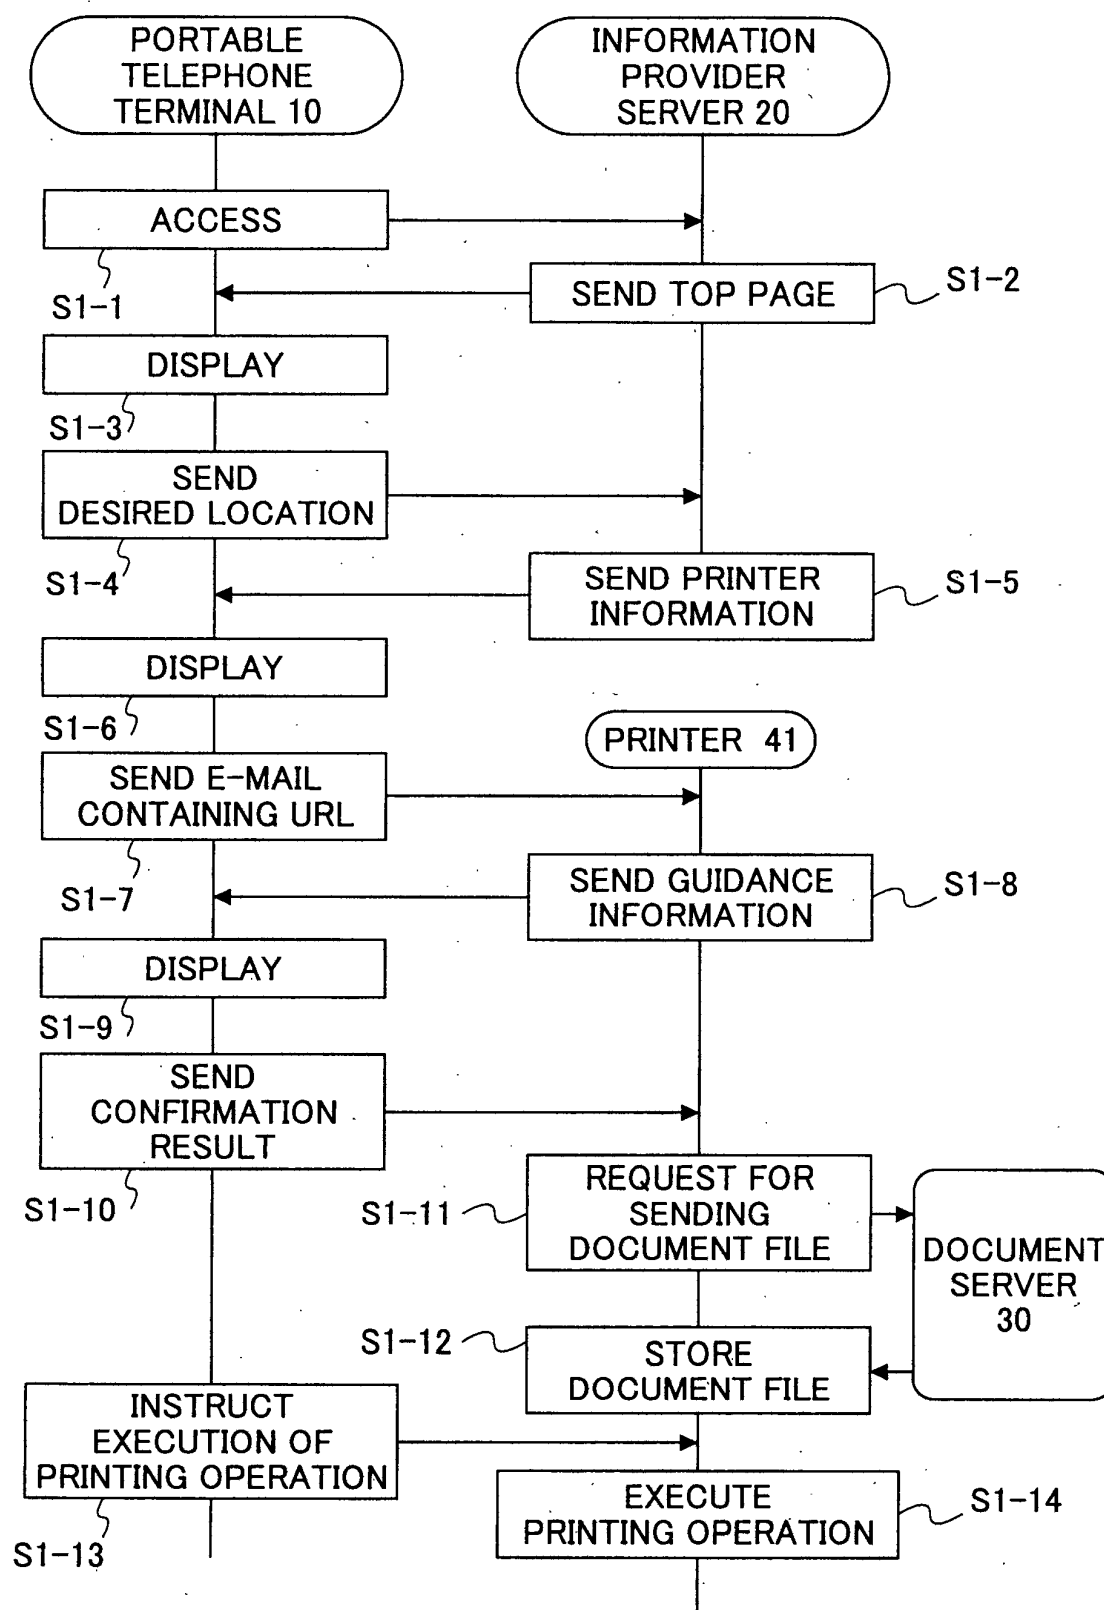 PORTABLE
TELEPHONE
TERMINAL 10
INFORMATION
PROVIDER
SERVER 20
ACCESS
S1-1
SEND TOP PAGE
S1-2
DISPLAY
S1-3
SEND
DESIRED LOCATION
S1-4
SEND PRINTER
INFORMATION
S1-5
DISPLAY
S1-6
PRINTER 41
SEND E-MAIL
CONTAINING URL
S1-7
SEND GUIDANCE
INFORMATION
S1-8
DISPLAY
S1-9
SEND
CONFIRMATION
RESULT
S1-10
REQUEST FOR
SENDING
DOCUMENT FILE
S1-11
DOCUMENT
SERVER
30
S1-12
STORE
DOCUMENT FILE
INSTRUCT
EXECUTION OF
PRINTING OPERATION
S1-13
EXECUTE
PRINTING OPERATION
S1-14